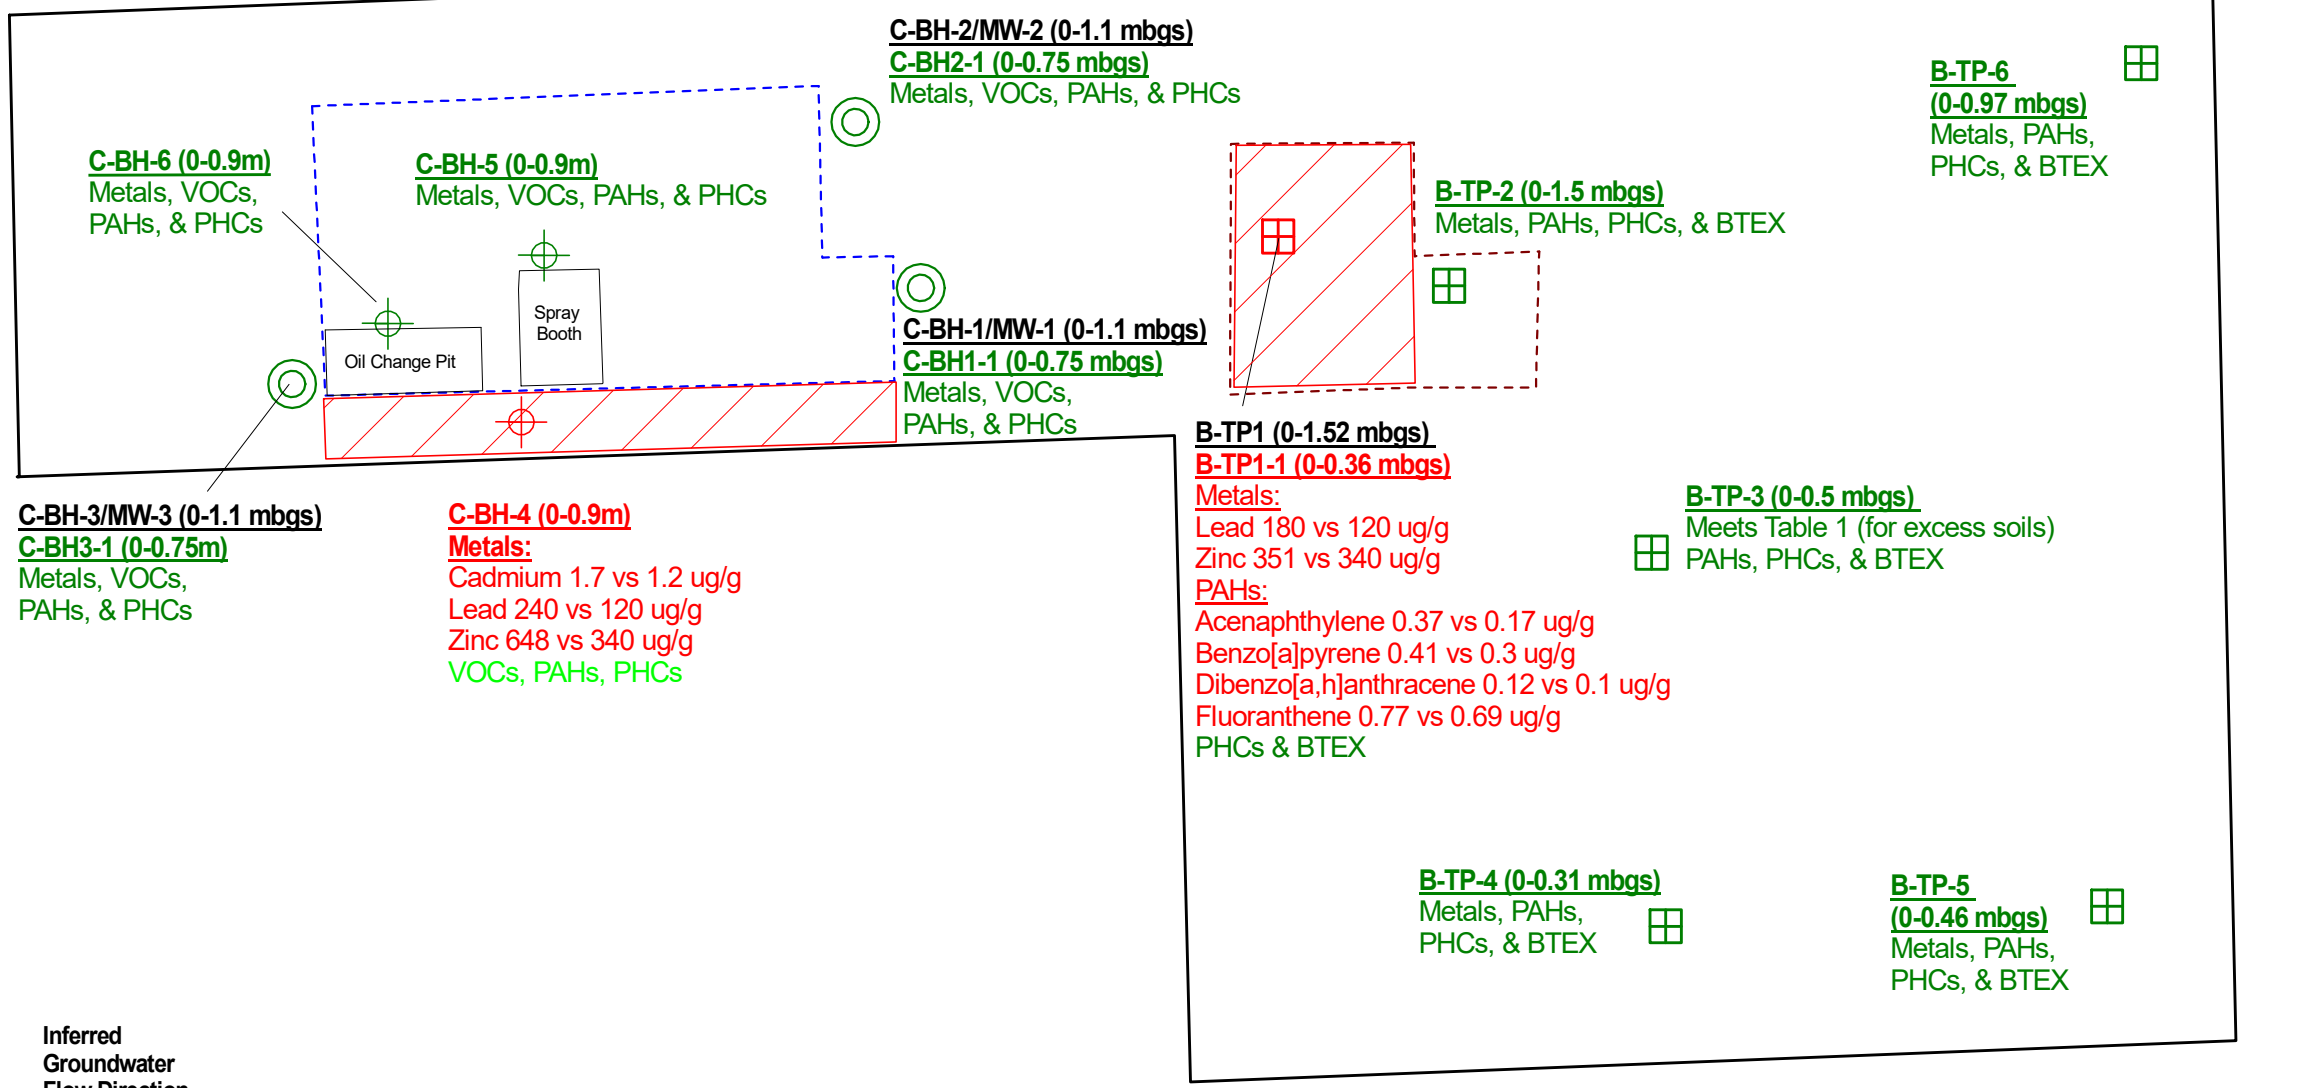 C-BH-2/MW-2 (0-1.1 mbgs)
C-BH2-1 (0-0.75 mbgs)
Metals, VOCs, PAHs, & PHCs
B-TP-6
(0-0.97 mbgs)
Metals, PAHs,
PHCs, & BTEX
C-BH-6 (0-0.9m)
Metals, VOCs,
PAHs, & PHCs
C-BH-5 (0-0.9m)
Metals, VOCs, PAHs, & PHCs
B-TP-2 (0-1.5 mbgs)
Metals, PAHs, PHCs, & BTEX
Spray
Booth
Oil Change Pit
C-BH-1/MW-1 (0-1.1 mbgs)
C-BH1-1 (0-0.75 mbgs)
Metals, VOCs,
PAHs, & PHCs
B-TP1 (0-1.52 mbgs)
B-TP1-1 (0-0.36 mbgs)
Metals:
Lead 180 vs 120 ug/g
Zinc 351 vs 340 ug/g
PAHs:
Acenaphthylene 0.37 vs 0.17 ug/g
Benzo[a]pyrene 0.41 vs 0.3 ug/g
Dibenzo[a,h]anthracene 0.12 vs 0.1 ug/g
Fluoranthene 0.77 vs 0.69 ug/g
PHCs & BTEX
C-BH-3/MW-3 (0-1.1 mbgs)
C-BH3-1 (0-0.75m)
Metals, VOCs,
PAHs, & PHCs
C-BH-4 (0-0.9m)
Metals:
Cadmium 1.7 vs 1.2 ug/g
Lead 240 vs 120 ug/g
Zinc 648 vs 340 ug/g
VOCs, PAHs, PHCs
B-TP-3 (0-0.5 mbgs)
Meets Table 1 (for excess soils)
PAHs, PHCs, & BTEX
B-TP-4 (0-0.31 mbgs)
Metals, PAHs,
PHCs, & BTEX
B-TP-5
(0-0.46 mbgs)
Metals, PAHs,
PHCs, & BTEX
Inferred
Groundwater
Flow Direction